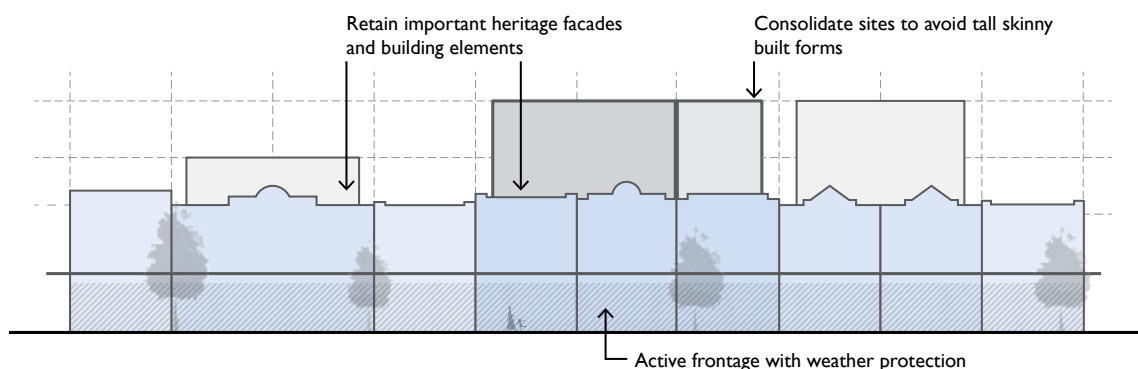 Retain important heritage facades
and building elements
Consolidate sites to avoid tall skinny
built forms
Active frontage with weather protection